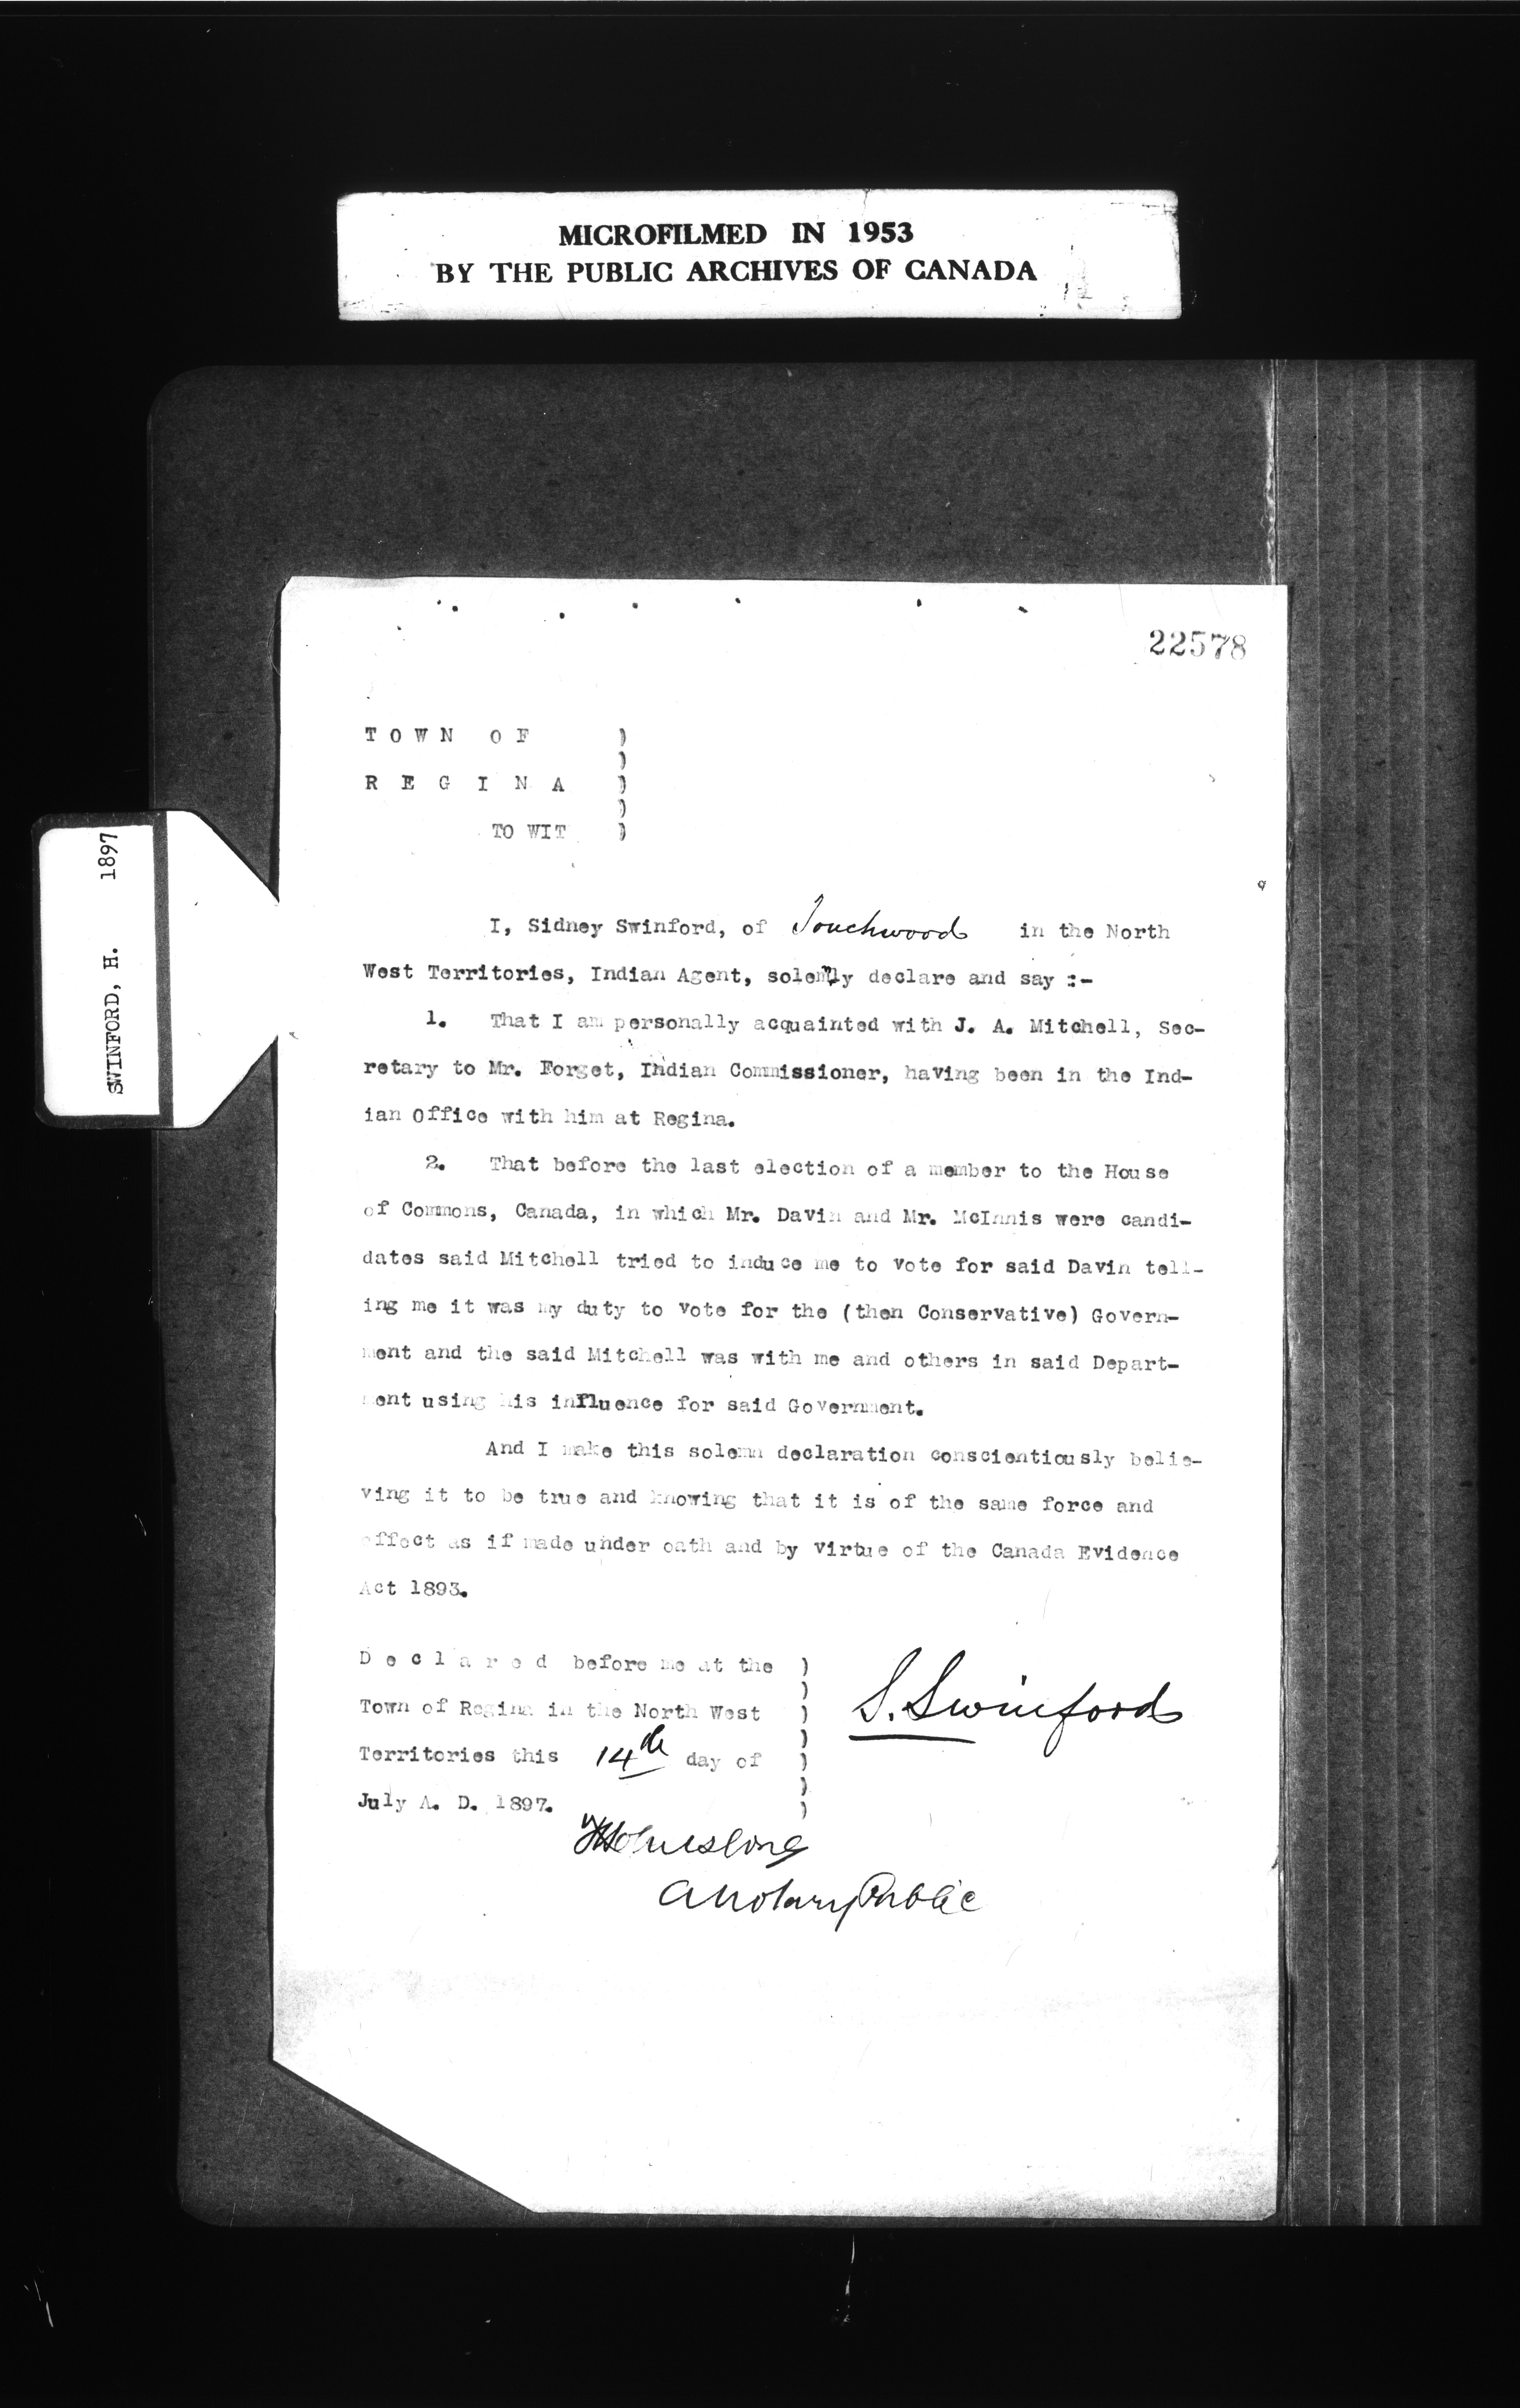 MICROFILMED IN 1953
BY THE PUBLIC ARCHIVES OF CANADA
SWINFORD, H. 1897
22578
TOWN OF )
)
REGINA )
)
TO WIT )
I, Sidney Swinford, of Touchwood in the North
West Territories, Indian Agent, solemnly declare and say :-
1. That I am personally acquainted with J. A. Mitchell, Sec-
retary to Mr. Forget, Indian Commissioner, having been in the Ind-
ian Office with him at Regina.
2. That before the last election of a member to the House
of Commons, Canada, in which Mr. Davin and Mr. McInnis were candi-
dates said Mitchell tried to induce me to vote for said Davin tell-
ing me it was my duty to vote for the (then Conservative) Govern-
ment and the said Mitchell was with me and others in said Depart-
ment using his influence for said Government.
And I make this solemn declaration conscientiously belie-
ving it to be true and knowing that it is of the same force and
effect as if made under oath and by virtue of the Canada Evidence
Act 1893.
Declared before me at the )
)
Town of Regina in the North West )
)
Territories this 14th day of )
)
July A. D. 1897. )
S. Swinford
A Notary Public